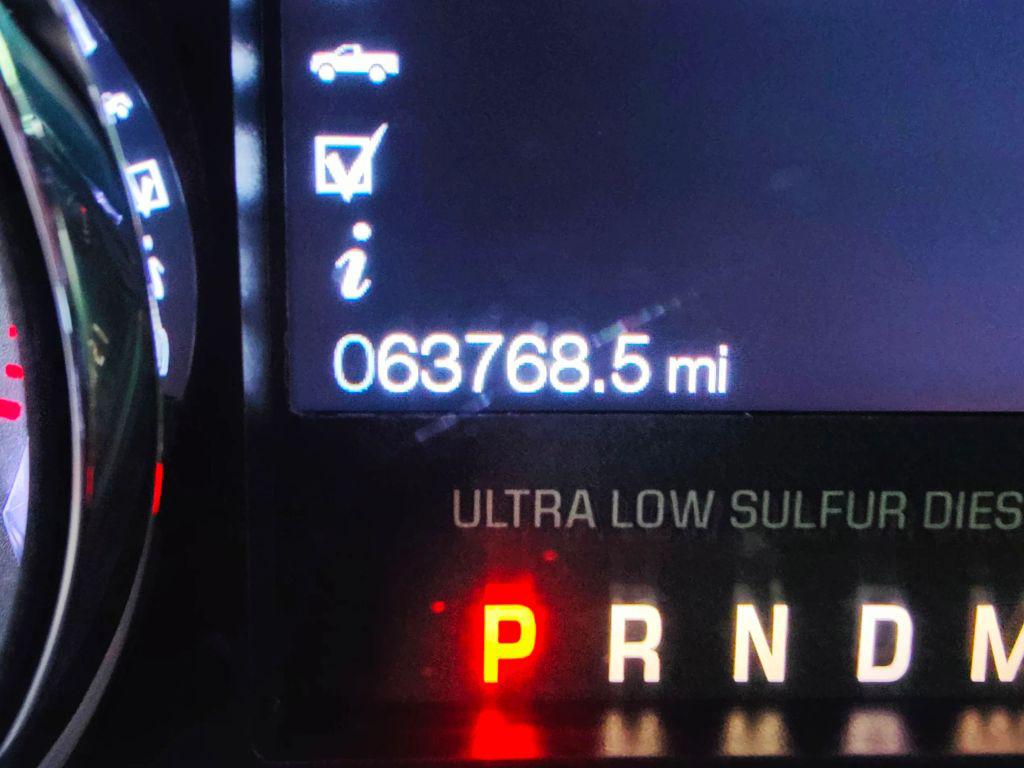 i
063768.5 mi
ULTRA LOW SULFUR DIES
P R N D M